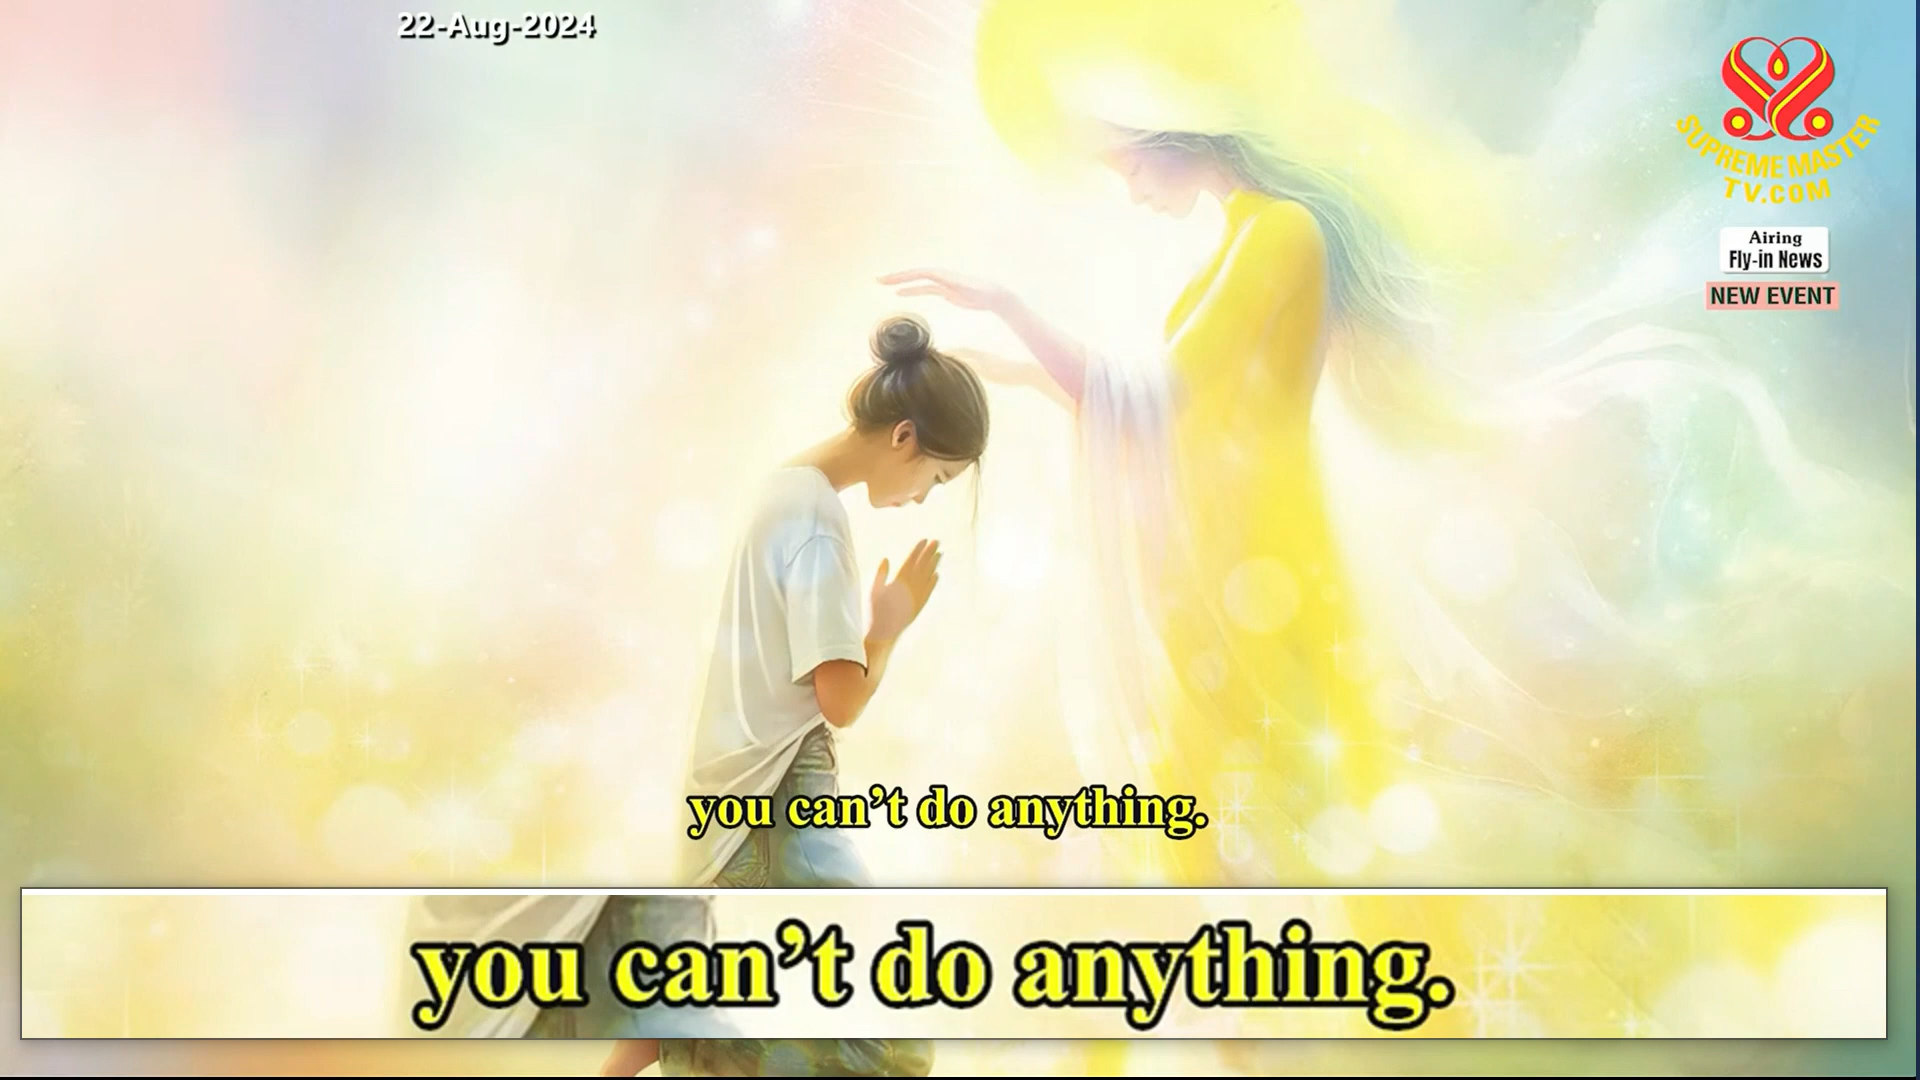 22-Aug-2024
SUPREME MASTER
TV.COM
Airing
Fly-in News
NEW EVENT
you can’t do anything.
you can’t do anything.